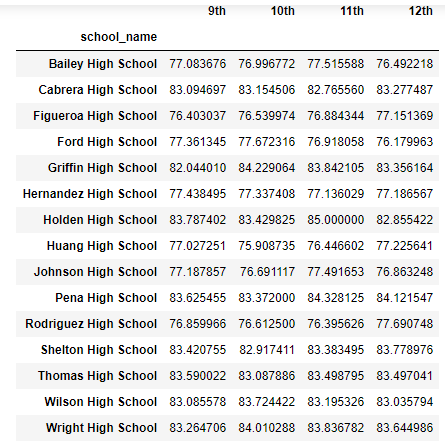 9th 10th 11th 12th
school_name
Bailey High School 77.083676 76.996772 77.515588 76.492218
Cabrera High School 83.094697 83.154506 82.765560 83.277487
Figueroa High School 76.403037 76.539974 76.884344 77.151369
Ford High School 77.361345 77.672316 76.918058 76.179963
Griffin High School 82.044010 84.229064 83.842105 83.356164
Hernandez High School 77.438495 77.337408 77.136029 77.186567
Holden High School 83.787402 83.429825 85.000000 82.855422
Huang High School 77.027251 75.908735 76.446602 77.225641
Johnson High School 77.187857 76.691117 77.491653 76.863248
Pena High School 83.625455 83.372000 84.328125 84.121547
Rodriguez High School 76.859966 76.612500 76.395626 77.690748
Shelton High School 83.420755 82.917411 83.383495 83.778976
Thomas High School 83.590022 83.087886 83.498795 83.497041
Wilson High School 83.085578 83.724422 83.195326 83.035794
Wright High School 83.264706 84.010288 83.836782 83.644986